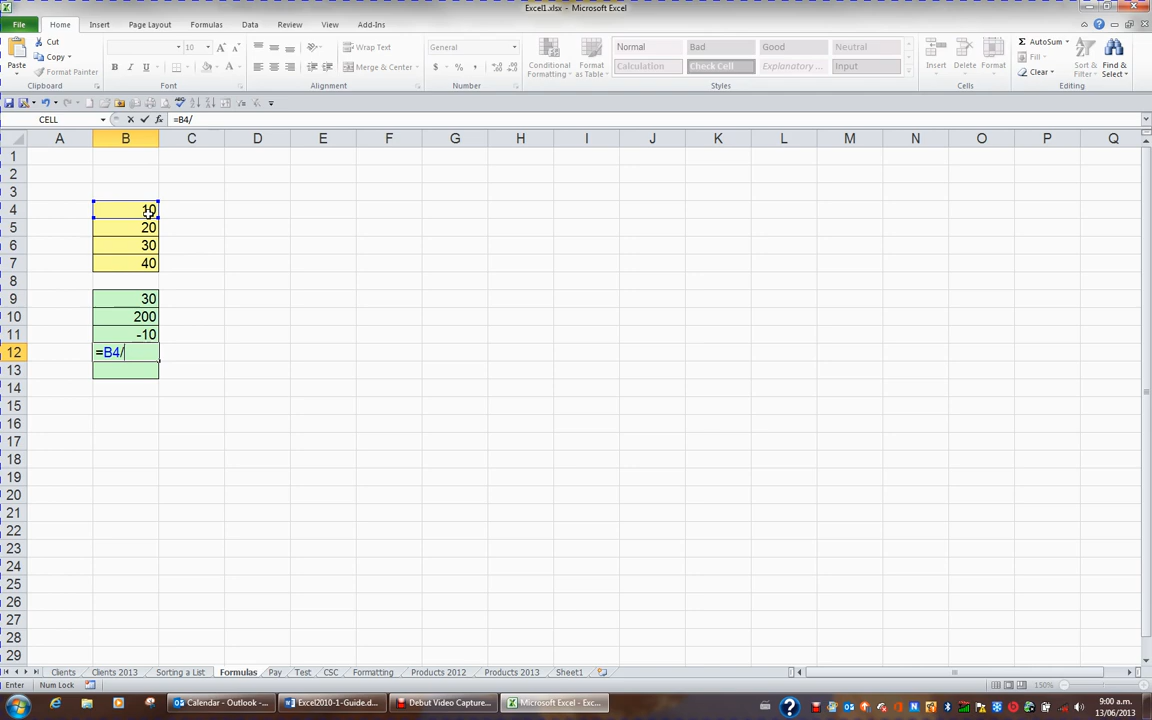 Excel1.xlsx - Microsoft Excel
File Home Insert Page Layout Formulas Data Review View Add-Ins
Cut
Copy
Format Painter
Paste
10
Wrap Text
Merge & Center
General
Conditional Formatting
Format as Table
Normal Bad Good Neutral
Calculation Check Cell Explanatory ... Input
Insert Delete Format
AutoSum
Fill
Clear
Sort & Filter
Find & Select
Clipboard Font Alignment Number Styles Cells Editing
CELL =B4/
A B C D E F G H I J K L M N O P Q
1
2
3
4 10
5 20
6 30
7 40
8
9 30
10 200
11 -10
12 =B4/
13
14
15
16
17
18
19
20
21
22
23
24
25
26
27
28
29
Clients Clients 2013 Sorting a List Formulas Pay Test CSC Formatting Products 2012 Products 2013 Sheet1
Enter Num Lock 150%
Calendar - Outlook -... Excel2010-1-Guide.d... Debut Video Capture... Microsoft Excel - Exc... 9:00 a.m.
13/06/2013